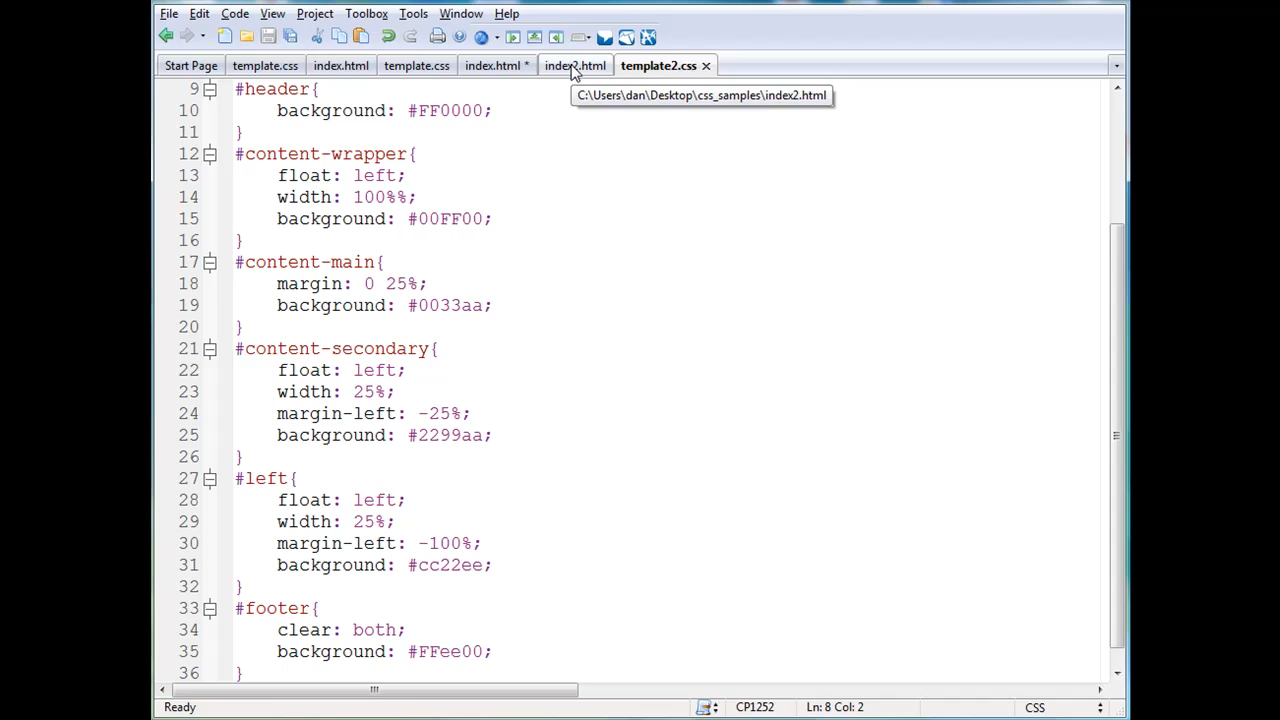 File Edit Code View Project Toolbox Tools Window Help
Start Page template.css index.html template.css index.html * index2.html template2.css
C:\Users\dan\Desktop\css_samples\index2.html
9 #header{
10 background: #FF0000;
11 }
12 #content-wrapper{
13 float: left;
14 width: 100%%;
15 background: #00FF00;
16 }
17 #content-main{
18 margin: 0 25%;
19 background: #0033aa;
20 }
21 #content-secondary{
22 float: left;
23 width: 25%;
24 margin-left: -25%;
25 background: #2299aa;
26 }
27 #left{
28 float: left;
29 width: 25%;
30 margin-left: -100%;
31 background: #cc22ee;
32 }
33 #footer{
34 clear: both;
35 background: #FFee00;
36 }
Ready CP1252 Ln: 8 Col: 2 CSS